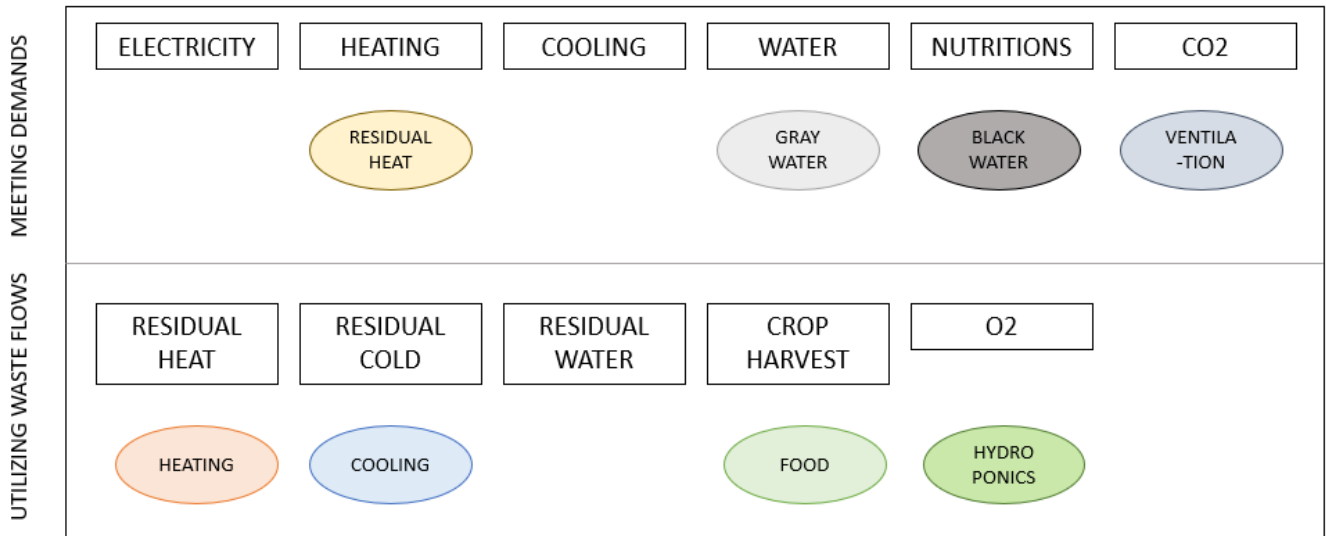 MEETING DEMANDS
ELECTRICITY
HEATING
COOLING
WATER
NUTRITIONS
CO2
RESIDUAL
HEAT
GRAY
WATER
BLACK
WATER
VENTILA
-TION
UTILIZING WASTE FLOWS
RESIDUAL
HEAT
RESIDUAL
COLD
RESIDUAL
WATER
CROP
HARVEST
O2
HEATING
COOLING
FOOD
HYDRO
PONICS